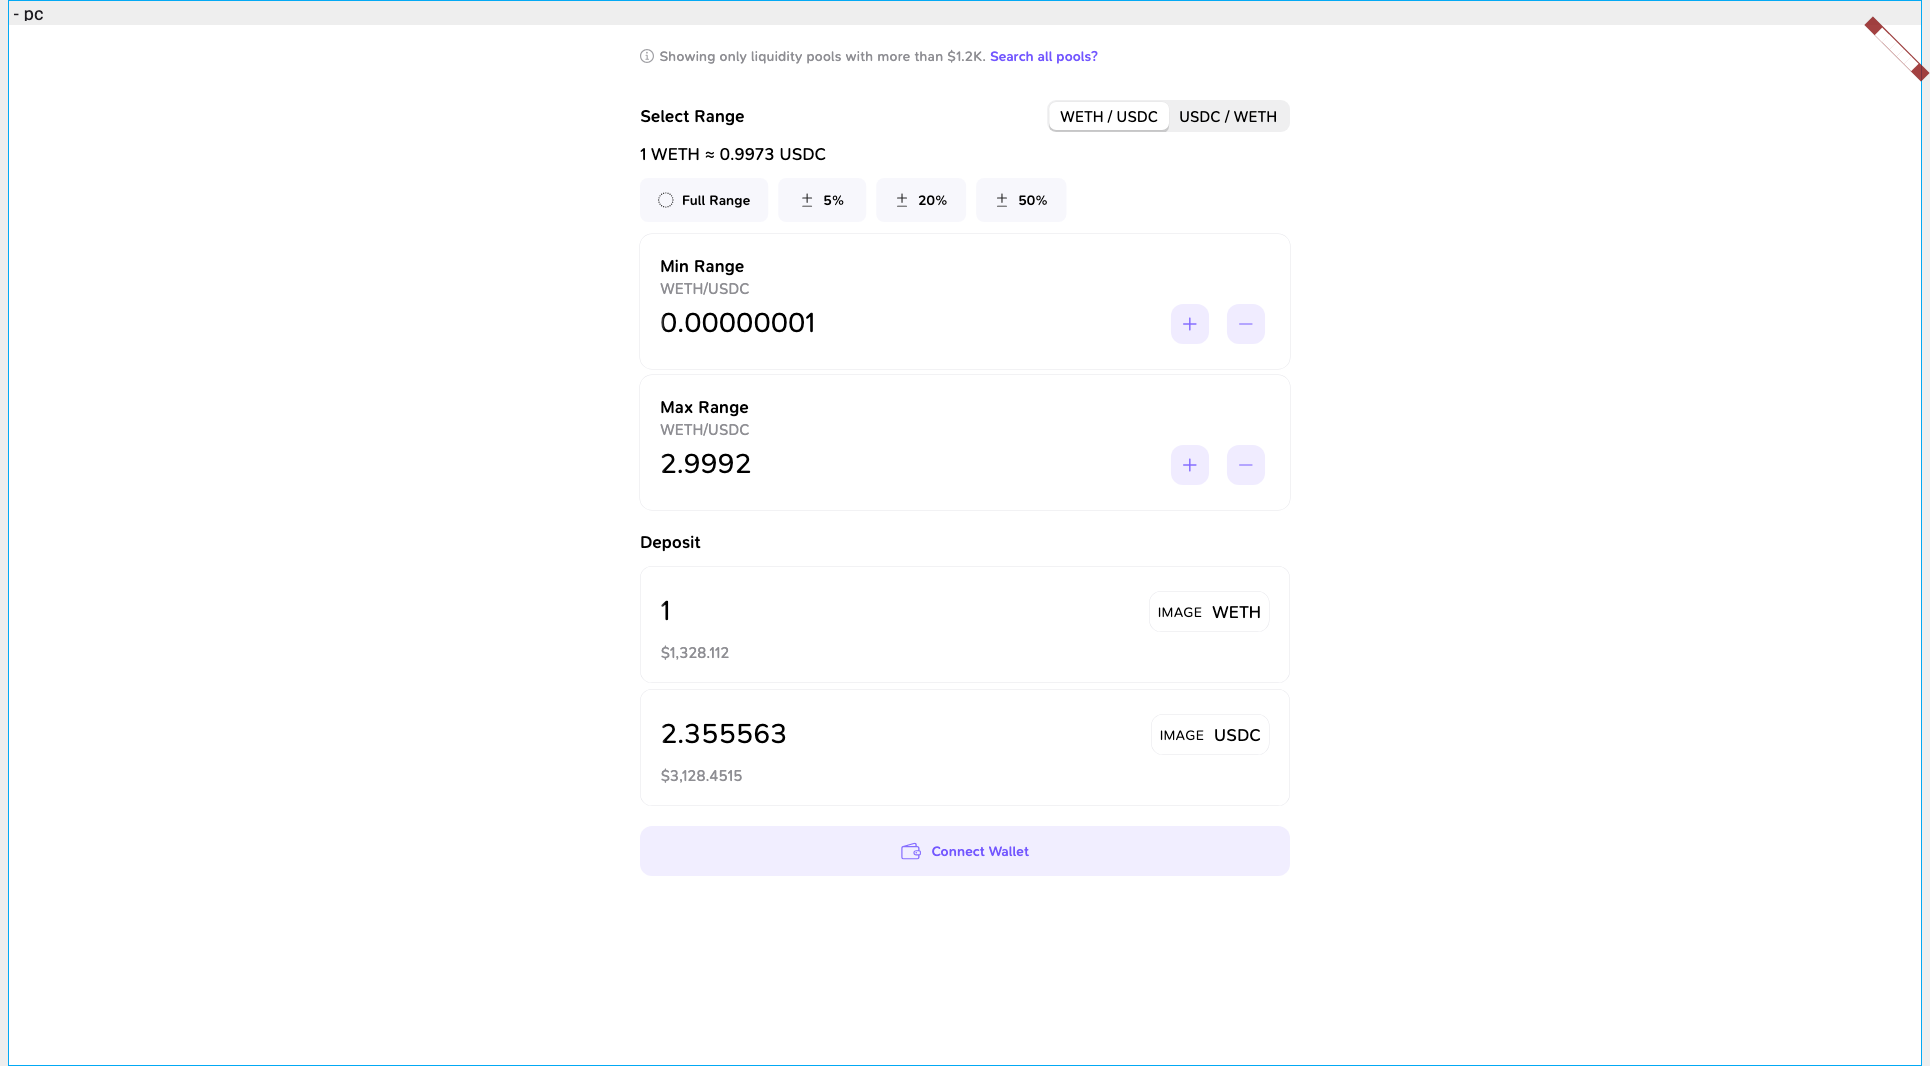 - pc
Showing only liquidity pools with more than $1.2K. Search all pools?
Select Range
WETH / USDC
USDC / WETH
1 WETH ≈ 0.9973 USDC
Full Range
± 5%
± 20%
± 50%
Min Range
WETH/USDC
0.00000001
Max Range
WETH/USDC
2.9992
Deposit
1
IMAGE WETH
$1,328.112
2.355563
IMAGE USDC
$3,128.4515
Connect Wallet